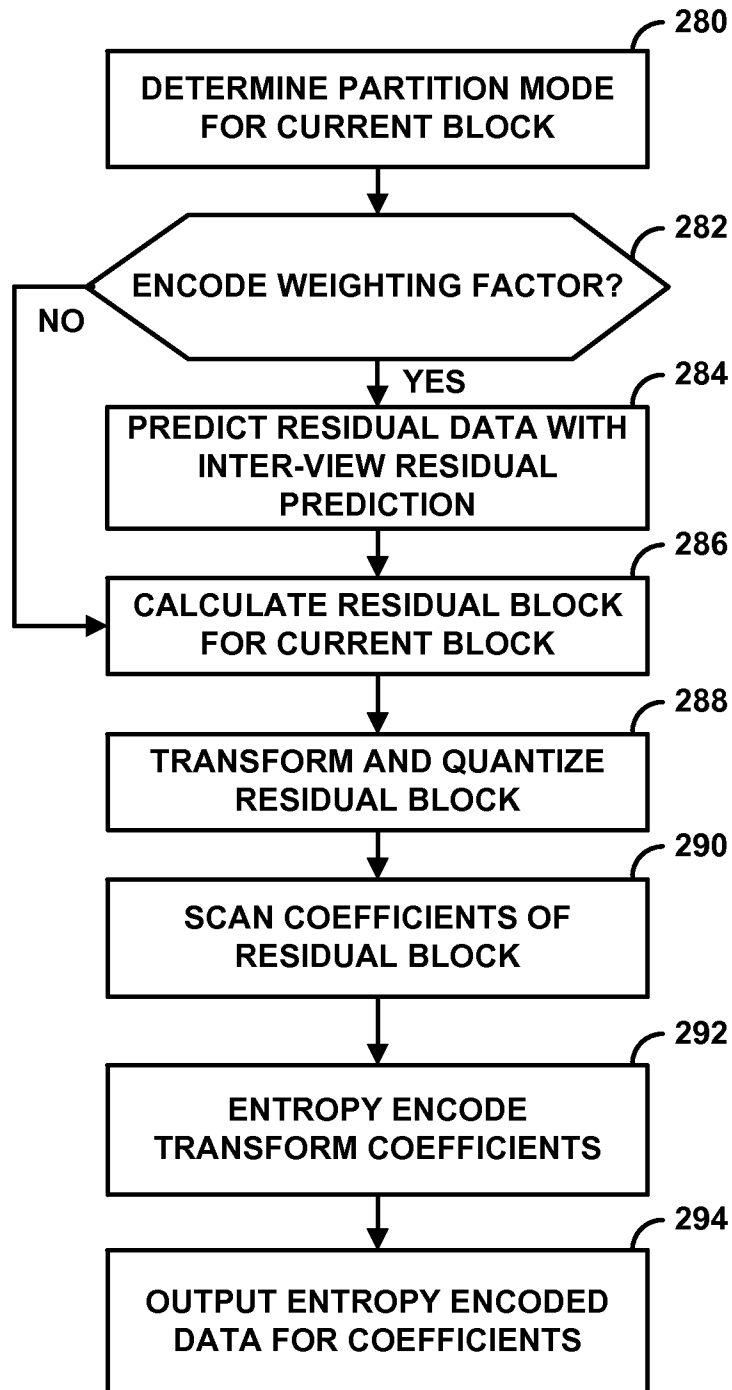 280
DETERMINE PARTITION MODE
FOR CURRENT BLOCK
282
ENCODE WEIGHTING FACTOR?
NO
YES
284
PREDICT RESIDUAL DATA WITH
INTER-VIEW RESIDUAL
PREDICTION
286
CALCULATE RESIDUAL BLOCK
FOR CURRENT BLOCK
288
TRANSFORM AND QUANTIZE
RESIDUAL BLOCK
290
SCAN COEFFICIENTS OF
RESIDUAL BLOCK
292
ENTROPY ENCODE
TRANSFORM COEFFICIENTS
294
OUTPUT ENTROPY ENCODED
DATA FOR COEFFICIENTS